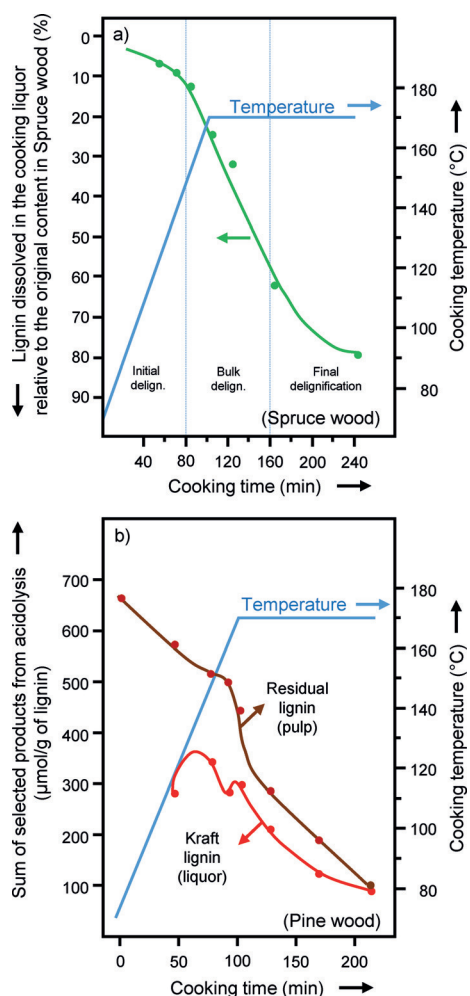 a)
Lignin dissolved in the cooking liquor
relative to the original content in Spruce wood (%)
0
10
20
30
40
50
60
70
80
90
Temperature
180
160
140
120
100
80
Cooking temperature (°C)
Initial
delign.
Bulk
delign.
Final
delignification
(Spruce wood)
40 80 120 160 200 240
Cooking time (min)
b)
Sum of selected products from acidolysis
(µmol/g of lignin)
700
600
500
400
300
200
100
Temperature
180
160
140
120
100
80
Cooking temperature (°C)
Residual
lignin
(pulp)
Kraft
lignin
(liquor)
(Pine wood)
0 50 100 150 200
Cooking time (min)